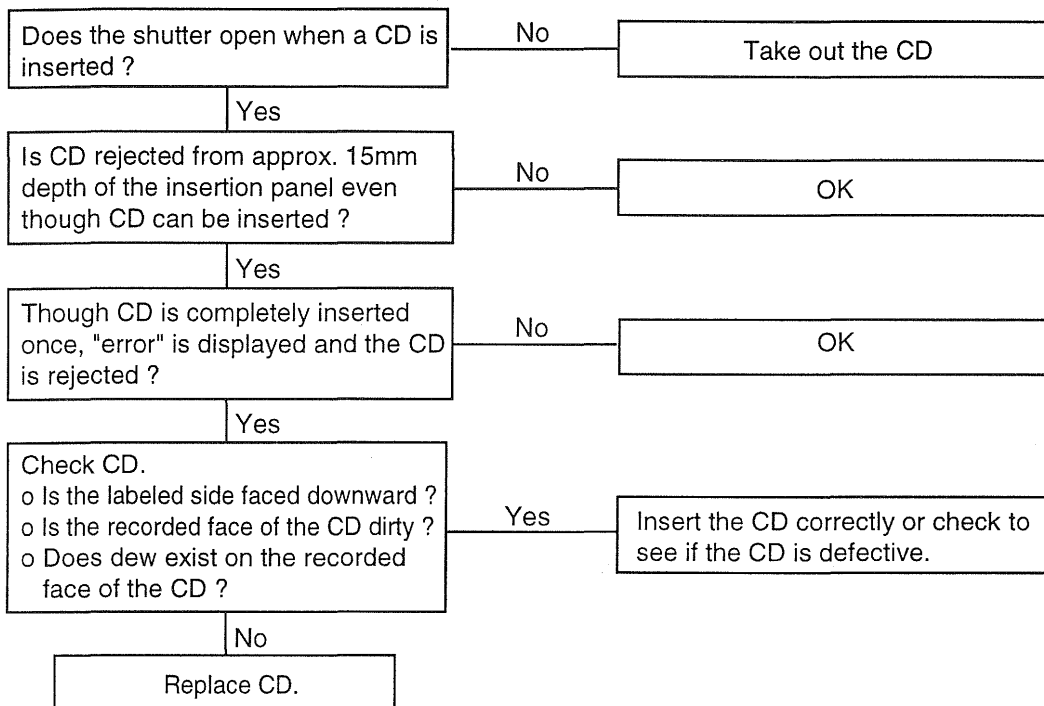 Does the shutter open when a CD is
inserted ?
No
Take out the CD
Yes
Is CD rejected from approx. 15mm
depth of the insertion panel even
though CD can be inserted ?
No
OK
Yes
Though CD is completely inserted
once, "error" is displayed and the CD
is rejected ?
No
OK
Yes
Check CD.
o Is the labeled side faced downward ?
o Is the recorded face of the CD dirty ?
o Does dew exist on the recorded
face of the CD ?
Yes
Insert the CD correctly or check to
see if the CD is defective.
No
Replace CD.